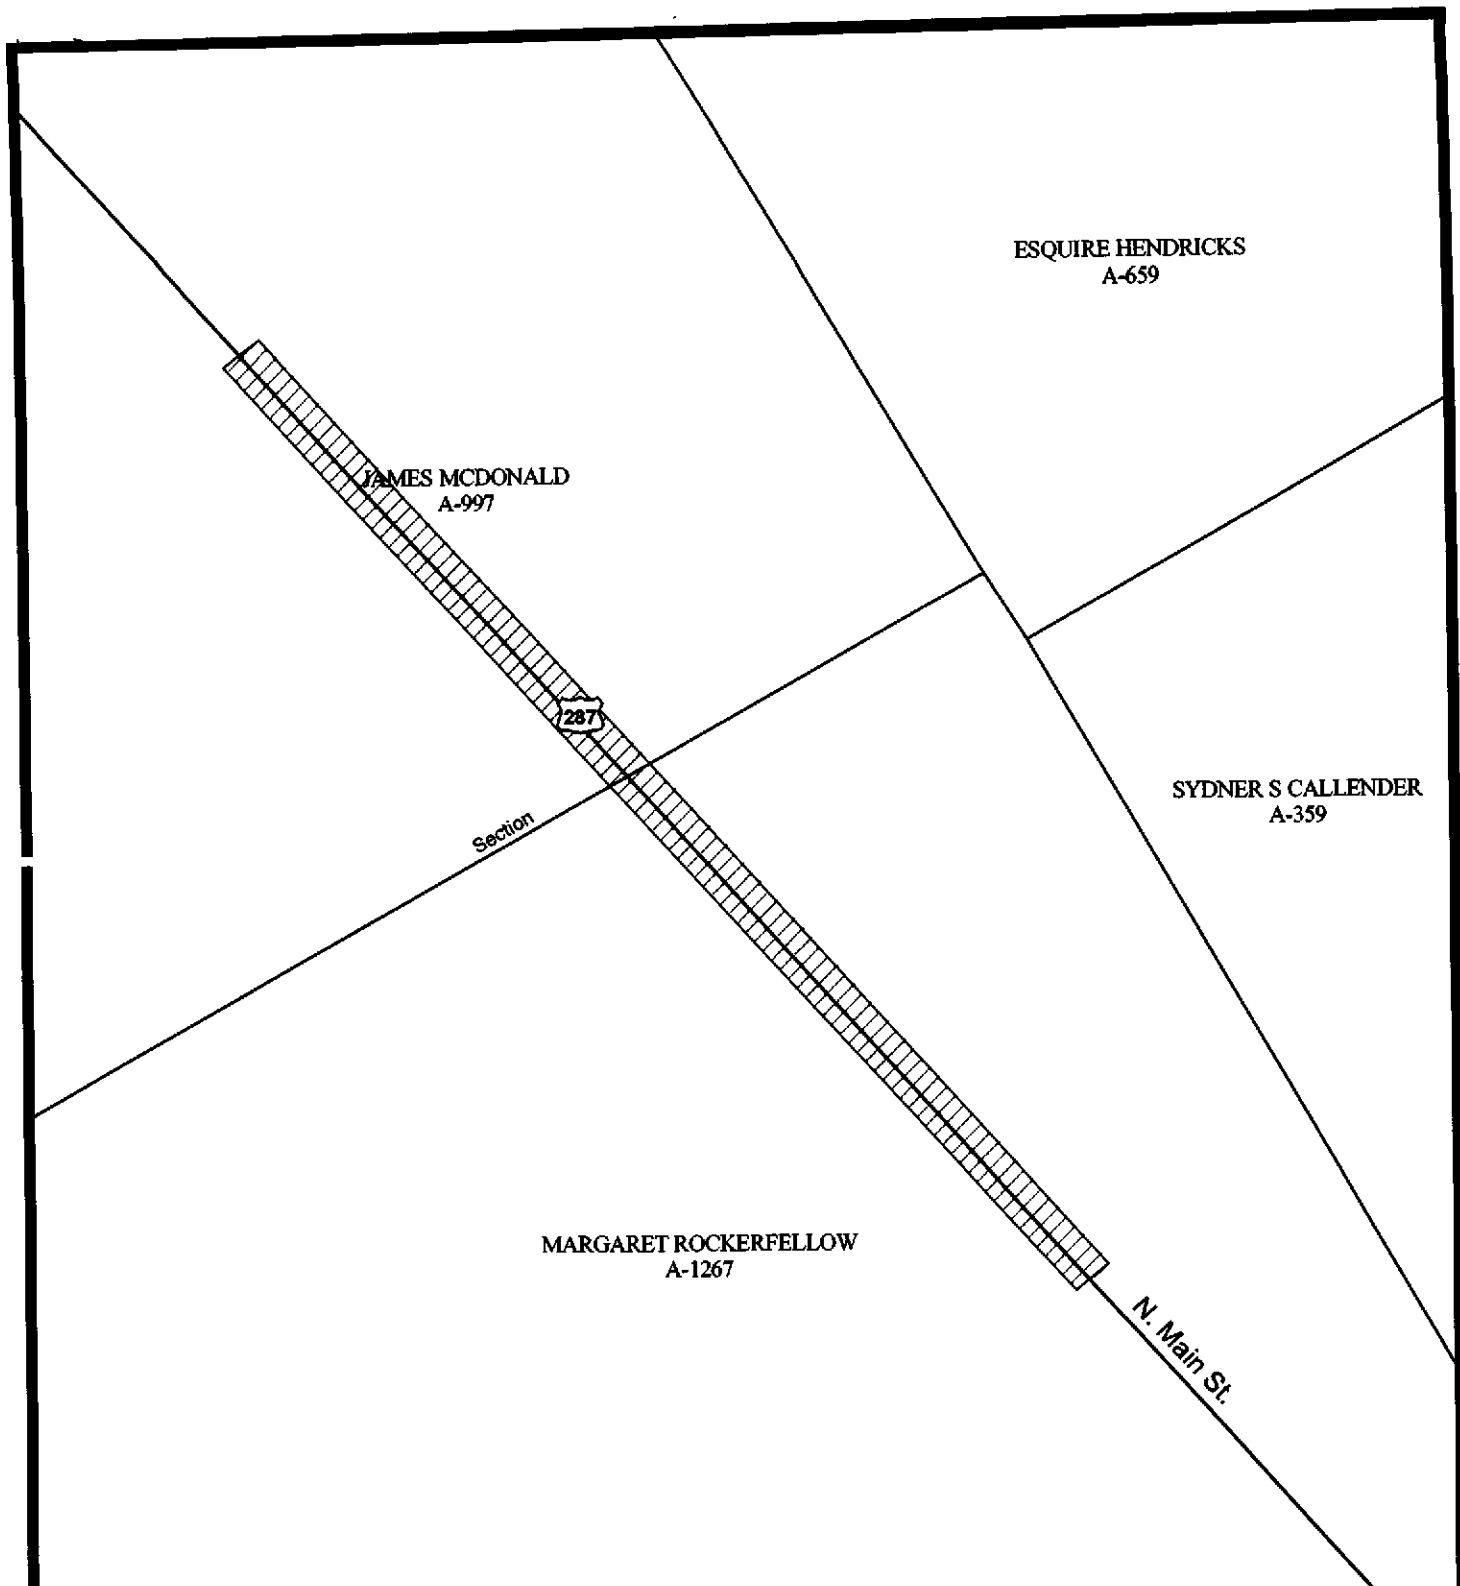 ESQUIRE HENDRICKS
A-659
JAMES MCDONALD
A-997
287
SYDNER S CALLENDER
A-359
Section
MARGARET ROCKERFELLOW
A-1267
N. Main St.